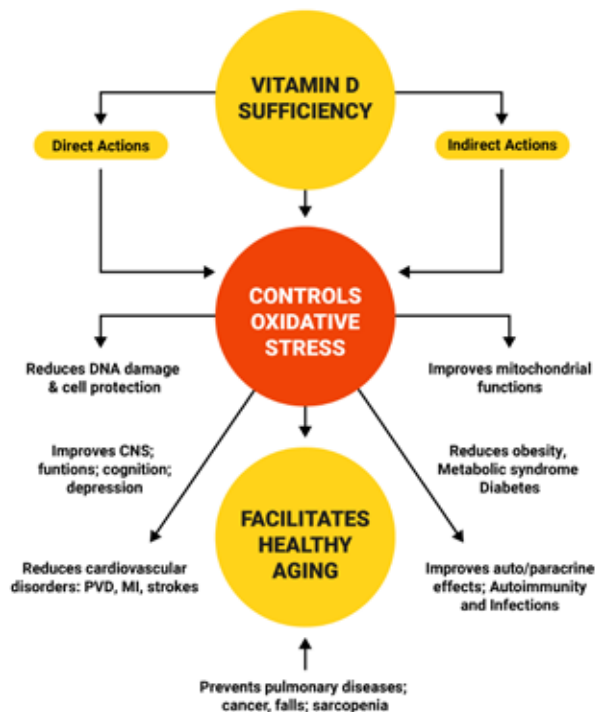 VITAMIN D
SUFFICIENCY
Direct Actions
Indirect Actions
CONTROLS
OXIDATIVE
STRESS
Reduces DNA damage
& cell protection
Improves mitochondrial
functions
Improves CNS;
funtions; cognition;
depression
Reduces obesity,
Metabolic syndrome
Diabetes
FACILITATES
HEALTHY
AGING
Reduces cardiovascular
disorders: PVD, MI, strokes
Improves auto/paracrine
effects; Autoimmunity
and Infections
Prevents pulmonary diseases;
cancer, falls; sarcopenia